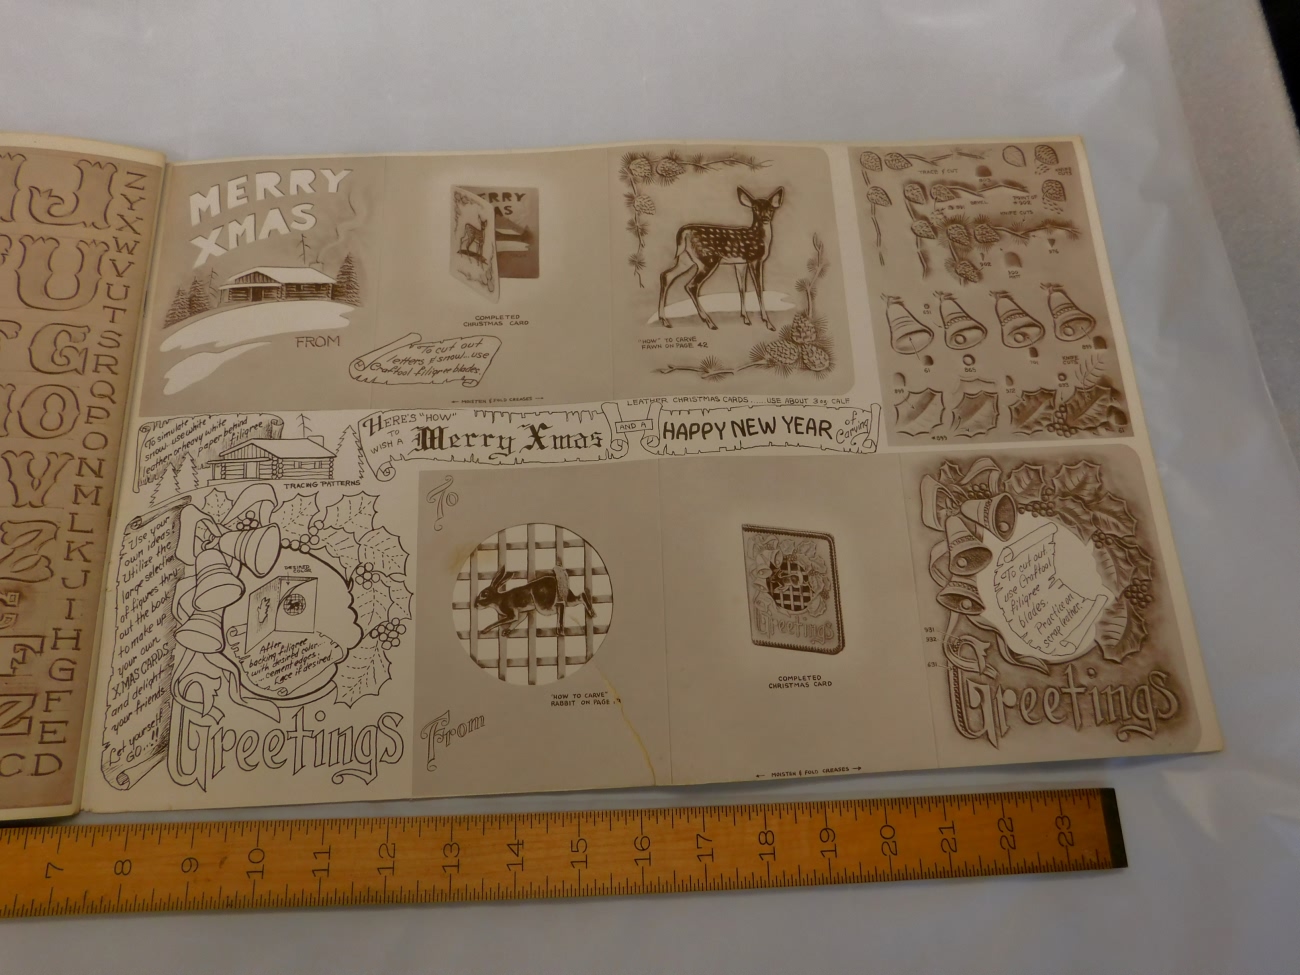 MERRY
XMAS
FROM
COMPLETED
CHRISTMAS CARD
To cut out
letters & snow...use
Craftool filigree blades.
← MOISTEN & FOLD CREASES →
"HOW" TO CARVE
FAWN ON PAGE 42
TRACE & CUT
LEATHER CHRISTMAS CARDS.....USE ABOUT 3 oz CALF
HERE'S "HOW"
TO
WISH A
Merry Xmas
AND A
HAPPY NEW YEAR
of
Carving
To simulate
snow..use white
leather or heavy white
paper behind
filigree
TRACING PATTERNS
Use your
own ideas!
Utilize the
large selection
of figures thru-
out the book
to make up
your own
XMAS CARDS
and delight
your friends.
Let yourself
GO...!!
DESIRED
COLOR
After
backing filigree
with desired color..
cement edges.
Lace if desired
Greetings
To
From
"HOW TO CARVE"
RABBIT ON PAGE
Greetings
COMPLETED
CHRISTMAS CARD
← MOISTEN & FOLD CREASES →
To cut out
use Craftool
filigree
blades.
Practice on
scrap leather.
Greetings
Z
Y
X
W
V
U
T
S
R
Q
P
O
N
M
L
K
J
I
H
G
F
E
C D
7 8 9 10 11 12 13 14 15 16 17 18 19 20 21 22 23